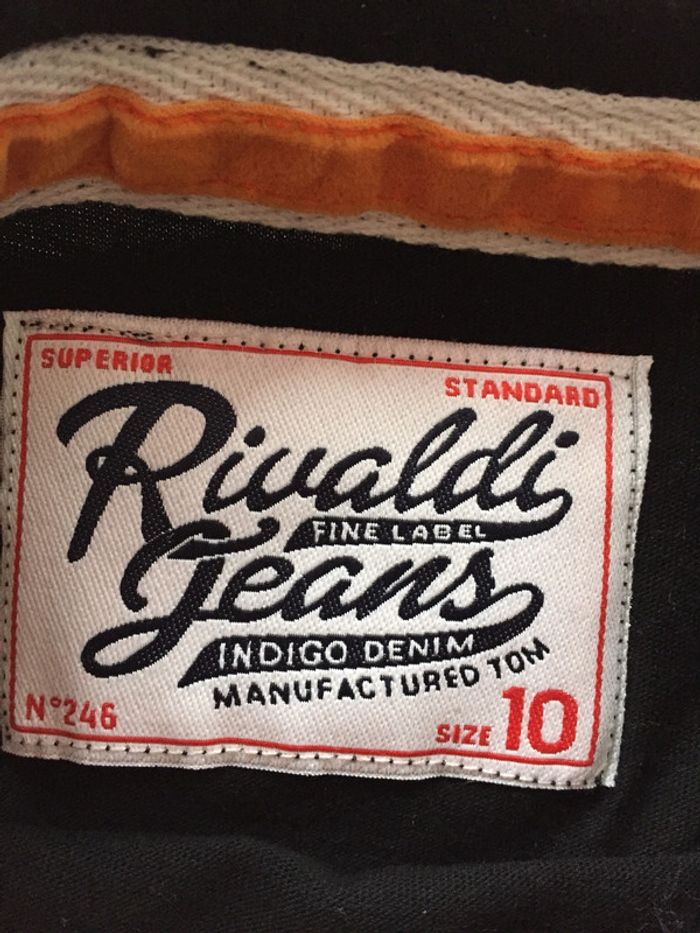 SUPERIOR
STANDARD
Rivaldi
FINE LABEL
Jeans
INDIGO DENIM
MANUFACTURED TOM
N°246
SIZE 10